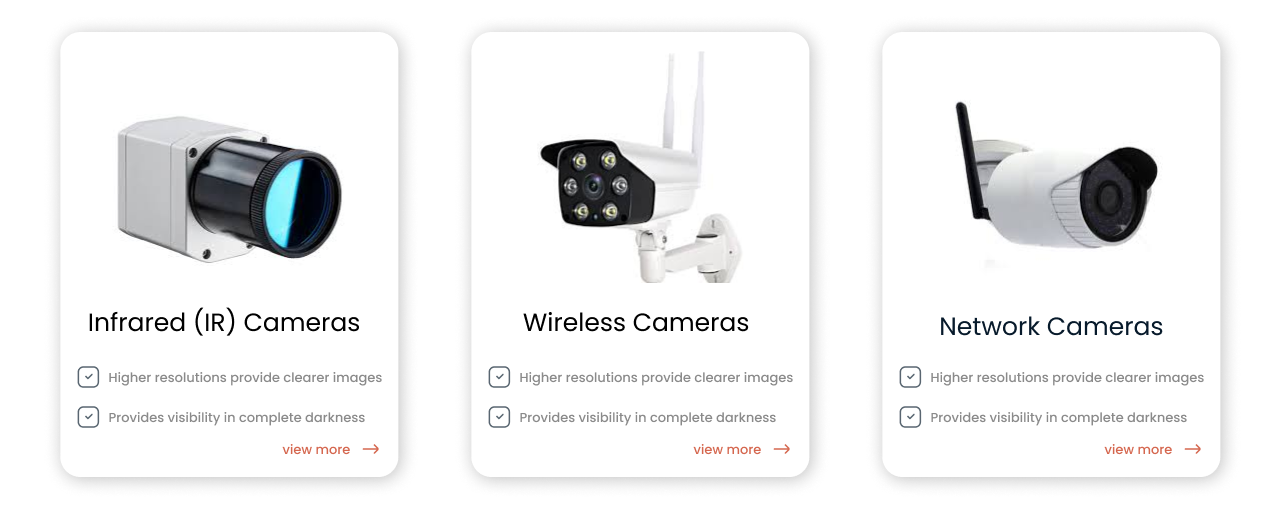 Infrared (IR) Cameras
Higher resolutions provide clearer images
Provides visibility in complete darkness
view more
Wireless Cameras
Higher resolutions provide clearer images
Provides visibility in complete darkness
view more
Network Cameras
Higher resolutions provide clearer images
Provides visibility in complete darkness
view more